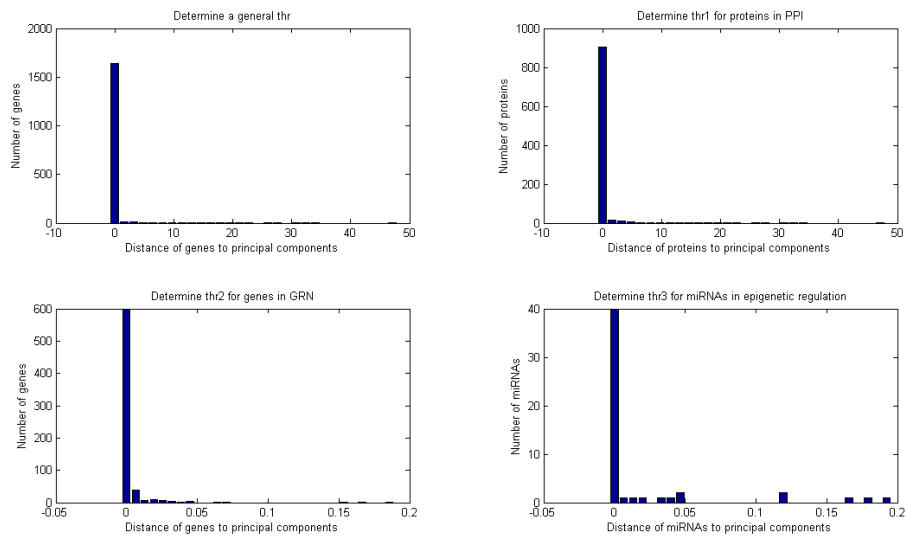 Determine a general thr
Number of genes
2000
1500
1000
500
0
-10 0 10 20 30 40 50
Distance of genes to principal components
Determine thr1 for proteins in PPI
Number of proteins
1000
800
600
400
200
0
-10 0 10 20 30 40 50
Distance of proteins to principal components
Determine thr2 for genes in GRN
Number of genes
600
500
400
300
200
100
0
-0.05 0 0.05 0.1 0.15 0.2
Distance of genes to principal components
Determine thr3 for miRNAs in epigenetic regulation
Number of miRNAs
40
30
20
10
0
-0.05 0 0.05 0.1 0.15 0.2
Distance of miRNAs to principal components